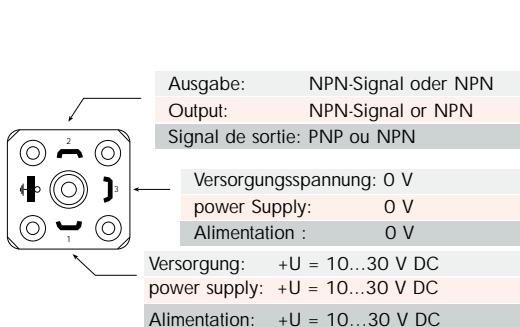 Ausgabe: NPN-Signal oder NPN
Output: NPN-Signal or NPN
Signal de sortie: PNP ou NPN
2
3
1
Versorgungsspannung: 0 V
power Supply: 0 V
Alimentation : 0 V
Versorgung: +U = 10...30 V DC
power supply: +U = 10...30 V DC
Alimentation: +U = 10...30 V DC